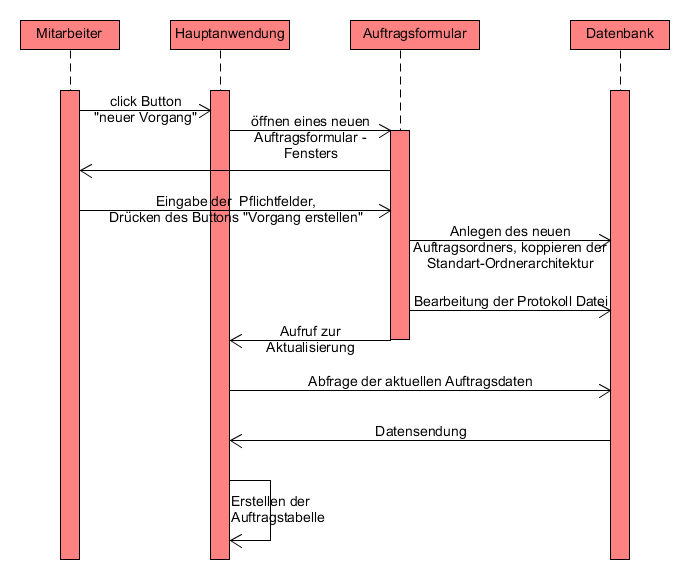 Mitarbeiter
Hauptanwendung
Auftragsformular
Datenbank
click Button
"neuer Vorgang"
öffnen eines neuen
Auftragsformular -
Fensters
Eingabe der  Pflichtfelder,
Drücken des Buttons "Vorgang erstellen"
Anlegen des neuen
Auftragsordners, koppieren der
Standart-Ordnerarchitektur
Bearbeitung der Protokoll Datei
Aufruf zur
Aktualisierung
Abfrage der aktuellen Auftragsdaten
Datensendung
Erstellen der
Auftragstabelle